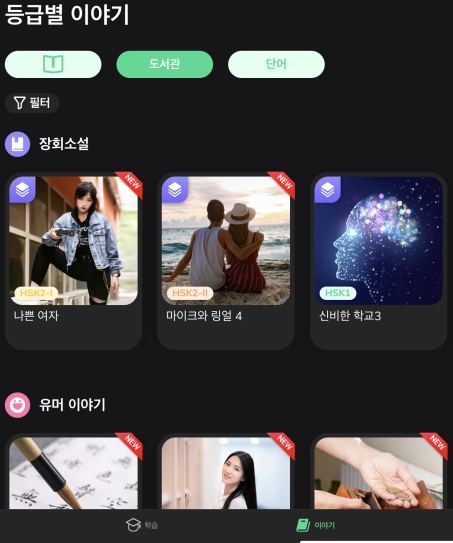 등급별 이야기
도서관
단어
필터
장회소설
NEW
NEW
HSK2-I
HSK2-II
HSK1
나쁜 여자
마이크와 링얼 4
신비한 학교3
유머 이야기
NEW
NEW
NEW
학습
이야기